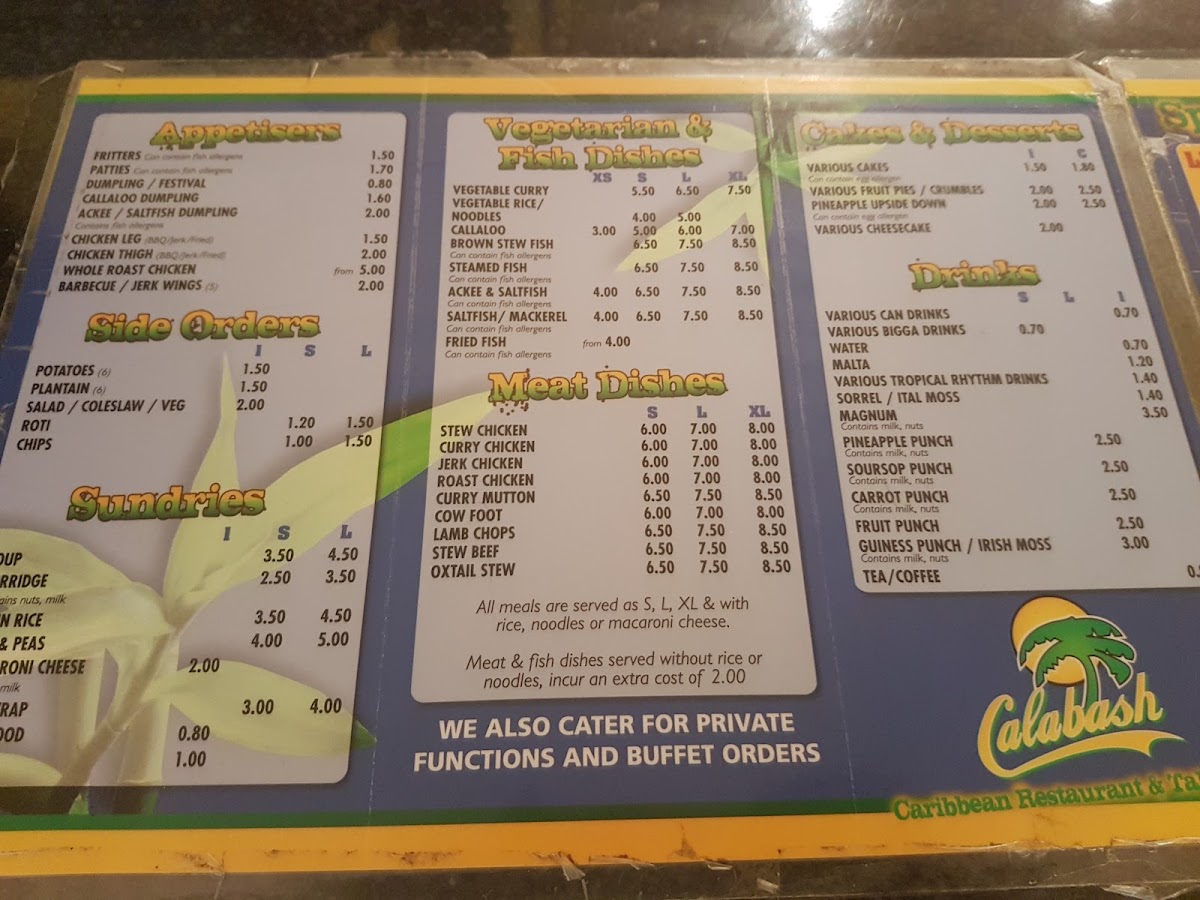 Appetisers
FRITTERS Can contain fish allergens 1.50
PATTIES Can contain fish allergens 1.70
DUMPLING / FESTIVAL 0.80
CALLALOO DUMPLING 1.60
ACKEE / SALTFISH DUMPLING 2.00
Contains fish allergens
CHICKEN LEG (BBQ/Jerk/Fried) 1.50
CHICKEN THIGH (BBQ/Jerk/Fried) 2.00
WHOLE ROAST CHICKEN from 5.00
BARBECUE / JERK WINGS (5) 2.00
Side Orders
I S L
POTATOES (6) 1.50
PLANTAIN (6) 1.50
SALAD / COLESLAW / VEG 2.00
ROTI 1.20 1.50
CHIPS 1.00 1.50
Sundries
I S L
OUP 3.50 4.50
RRIDGE 2.50 3.50
ains nuts, milk
N RICE 3.50 4.50
& PEAS 4.00 5.00
RONI CHEESE 2.00
milk
RAP 3.00 4.00
OOD 0.80
1.00
Vegetarian &
Fish Dishes
XS S L XL
VEGETABLE CURRY 5.50 6.50 7.50
VEGETABLE RICE/
NOODLES 4.00 5.00
CALLALOO 3.00 5.00 6.00 7.00
BROWN STEW FISH 6.50 7.50 8.50
Can contain fish allergens
STEAMED FISH 6.50 7.50 8.50
Can contain fish allergens
ACKEE & SALTFISH 4.00 6.50 7.50 8.50
Can contain fish allergens
SALTFISH/ MACKEREL 4.00 6.50 7.50 8.50
Can contain fish allergens
FRIED FISH from 4.00
Can contain fish allergens
Meat Dishes
S L XL
STEW CHICKEN 6.00 7.00 8.00
CURRY CHICKEN 6.00 7.00 8.00
JERK CHICKEN 6.00 7.00 8.00
ROAST CHICKEN 6.00 7.00 8.00
CURRY MUTTON 6.50 7.50 8.50
COW FOOT 6.00 7.00 8.00
LAMB CHOPS 6.50 7.50 8.50
STEW BEEF 6.50 7.50 8.50
OXTAIL STEW 6.50 7.50 8.50
All meals are served as S, L, XL & with
rice, noodles or macaroni cheese.
Meat & fish dishes served without rice or
noodles, incur an extra cost of 2.00
WE ALSO CATER FOR PRIVATE
FUNCTIONS AND BUFFET ORDERS
Cakes & Desserts
I C
VARIOUS CAKES 1.50 1.80
Can contain egg allergen
VARIOUS FRUIT PIES / CRUMBLES 2.00 2.50
PINEAPPLE UPSIDE DOWN 2.00 2.50
Can contain egg allergen
VARIOUS CHEESECAKE 2.00
Drinks
S L I
VARIOUS CAN DRINKS 0.70
VARIOUS BIGGA DRINKS 0.70
WATER 0.70
MALTA 1.20
VARIOUS TROPICAL RHYTHM DRINKS 1.40
SORREL / ITAL MOSS 1.40
MAGNUM 3.50
Contains milk, nuts
PINEAPPLE PUNCH 2.50
Contains milk, nuts
SOURSOP PUNCH 2.50
Contains milk, nuts
CARROT PUNCH 2.50
Contains milk, nuts
FRUIT PUNCH 2.50
GUINESS PUNCH / IRISH MOSS 3.00
Contains milk, nuts
TEA/COFFEE 0.
Calabash
Caribbean Restaurant & Ta
Sp